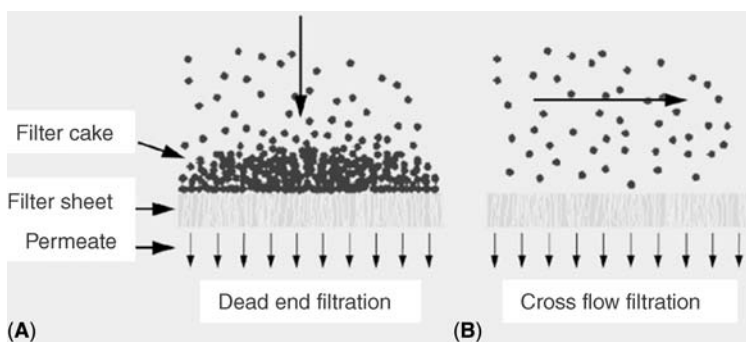 Filter cake
Filter sheet
Permeate
Dead end filtration
Cross flow filtration
(A)
(B)